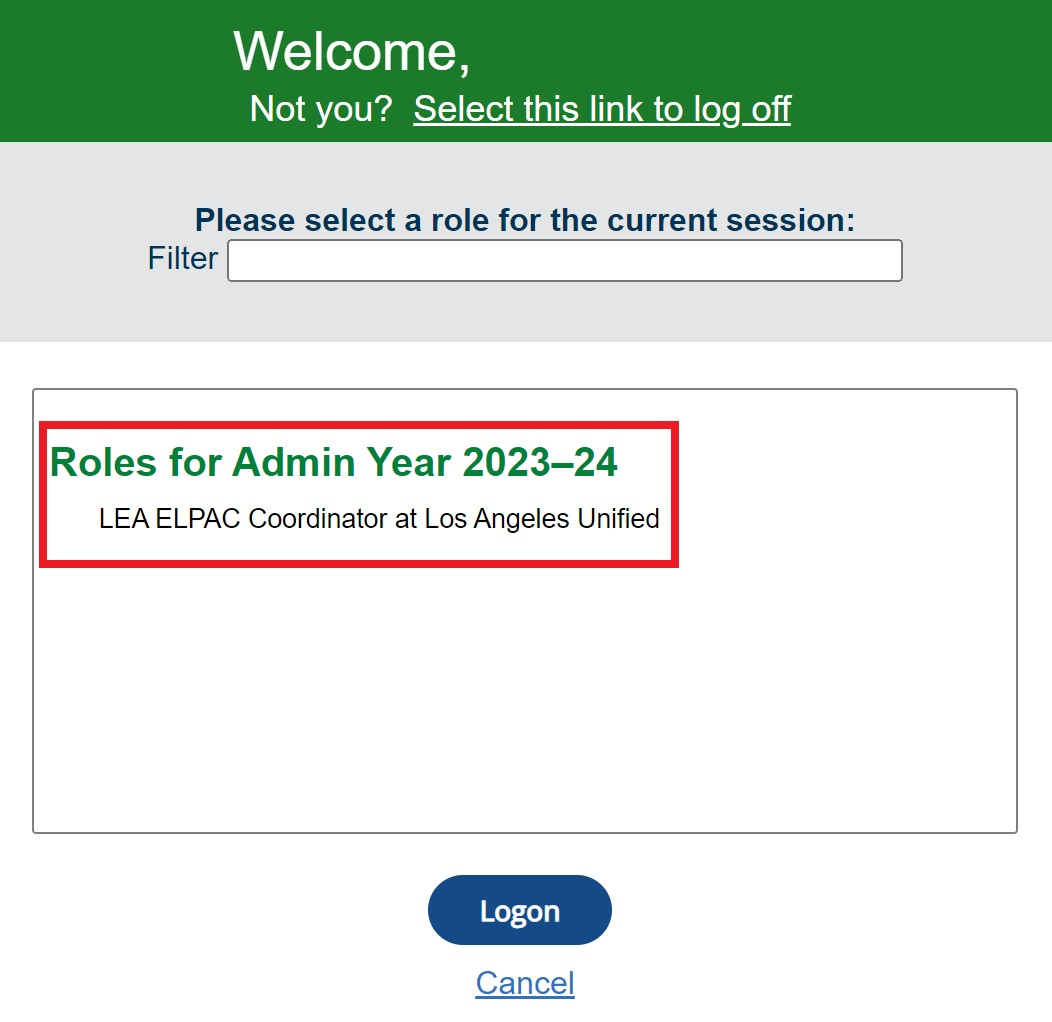 Welcome,
Not you? Select this link to log off
Please select a role for the current session:
Filter
Roles for Admin Year 2023–24
LEA ELPAC Coordinator at Los Angeles Unified
Logon
Cancel